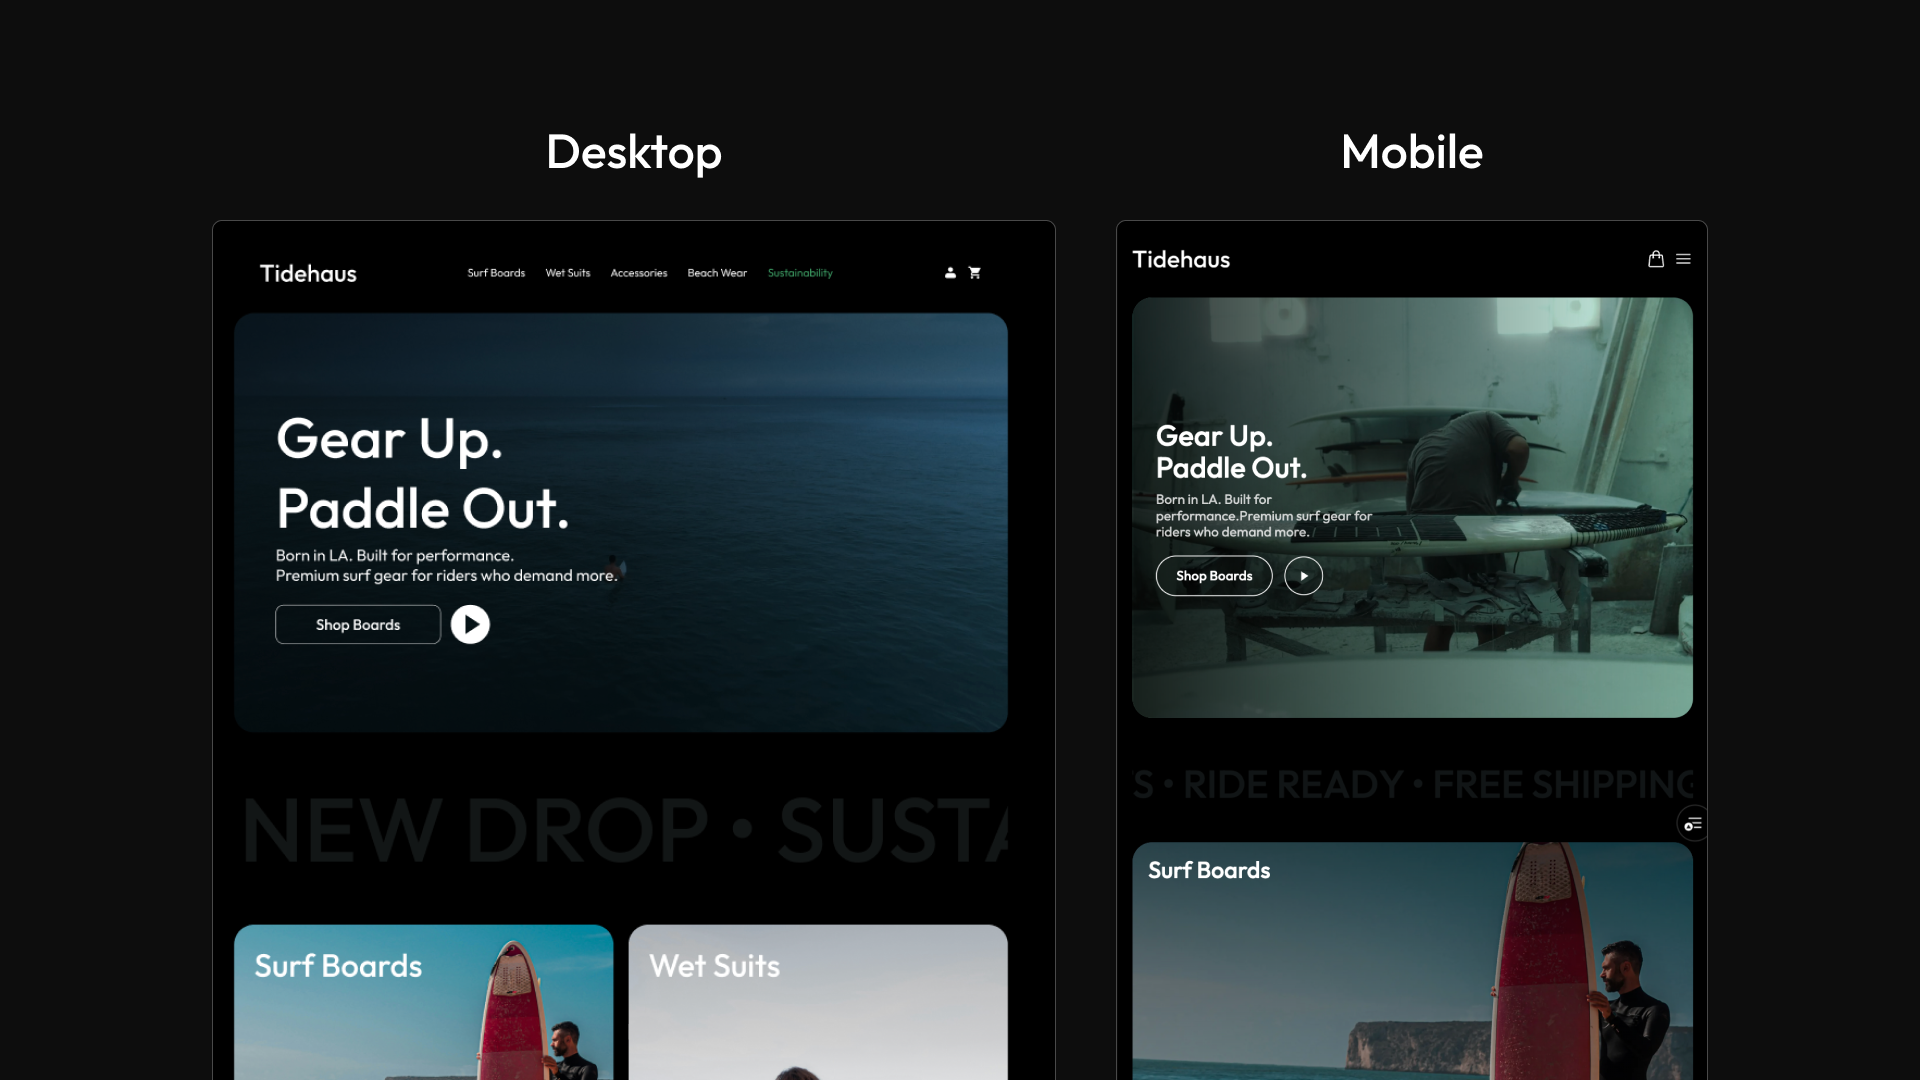 Desktop
Mobile
Tidehaus
Surf Boards
Wet Suits
Accessories
Beach Wear
Sustainability
Gear Up.
Paddle Out.
Born in LA. Built for performance.
Premium surf gear for riders who demand more.
Shop Boards
NEW DROP • SUSTA
Surf Boards
Wet Suits
Tidehaus
Gear Up.
Paddle Out.
Born in LA. Built for
performance.Premium surf gear for
riders who demand more.
Shop Boards
S • RIDE READY • FREE SHIPPING
Surf Boards